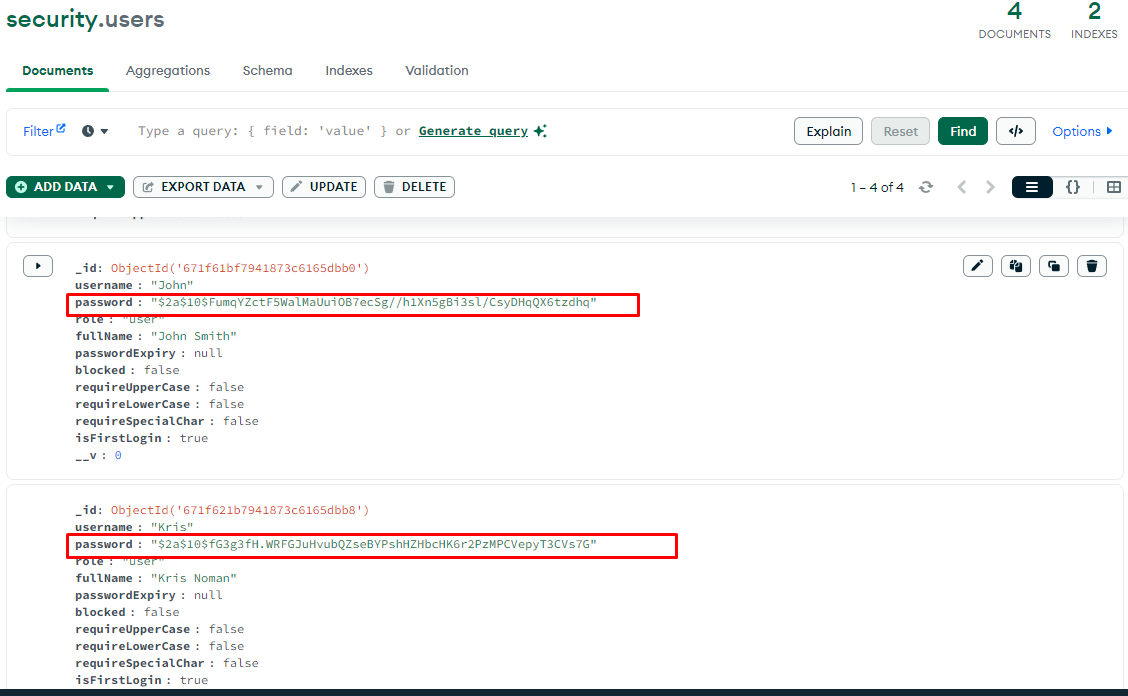 security.users
4
DOCUMENTS
2
INDEXES
Documents Aggregations Schema Indexes Validation
Filter Type a query: { field: 'value' } or Generate query Explain Reset Find </> Options
ADD DATA EXPORT DATA UPDATE DELETE 1 – 4 of 4 {}
_id: ObjectId('671f61bf7941873c6165dbb0')
username : "John"
password : "$2a$10$FumqYZctF5WalMaUuiOB7ecSg//h1Xn5gBi3sl/CsyDHqQX6tzdhq"
role : "user"
fullName : "John Smith"
passwordExpiry : null
blocked : false
requireUpperCase : false
requireLowerCase : false
requireSpecialChar : false
isFirstLogin : true
__v : 0
_id: ObjectId('671f621b7941873c6165dbb8')
username : "Kris"
password : "$2a$10$fG3g3fH.WRFGJuHvubQZseBYPshHZHbcHK6r2PzMPCVepyT3CVs7G"
role : "user"
fullName : "Kris Noman"
passwordExpiry : null
blocked : false
requireUpperCase : false
requireLowerCase : false
requireSpecialChar : false
isFirstLogin : true